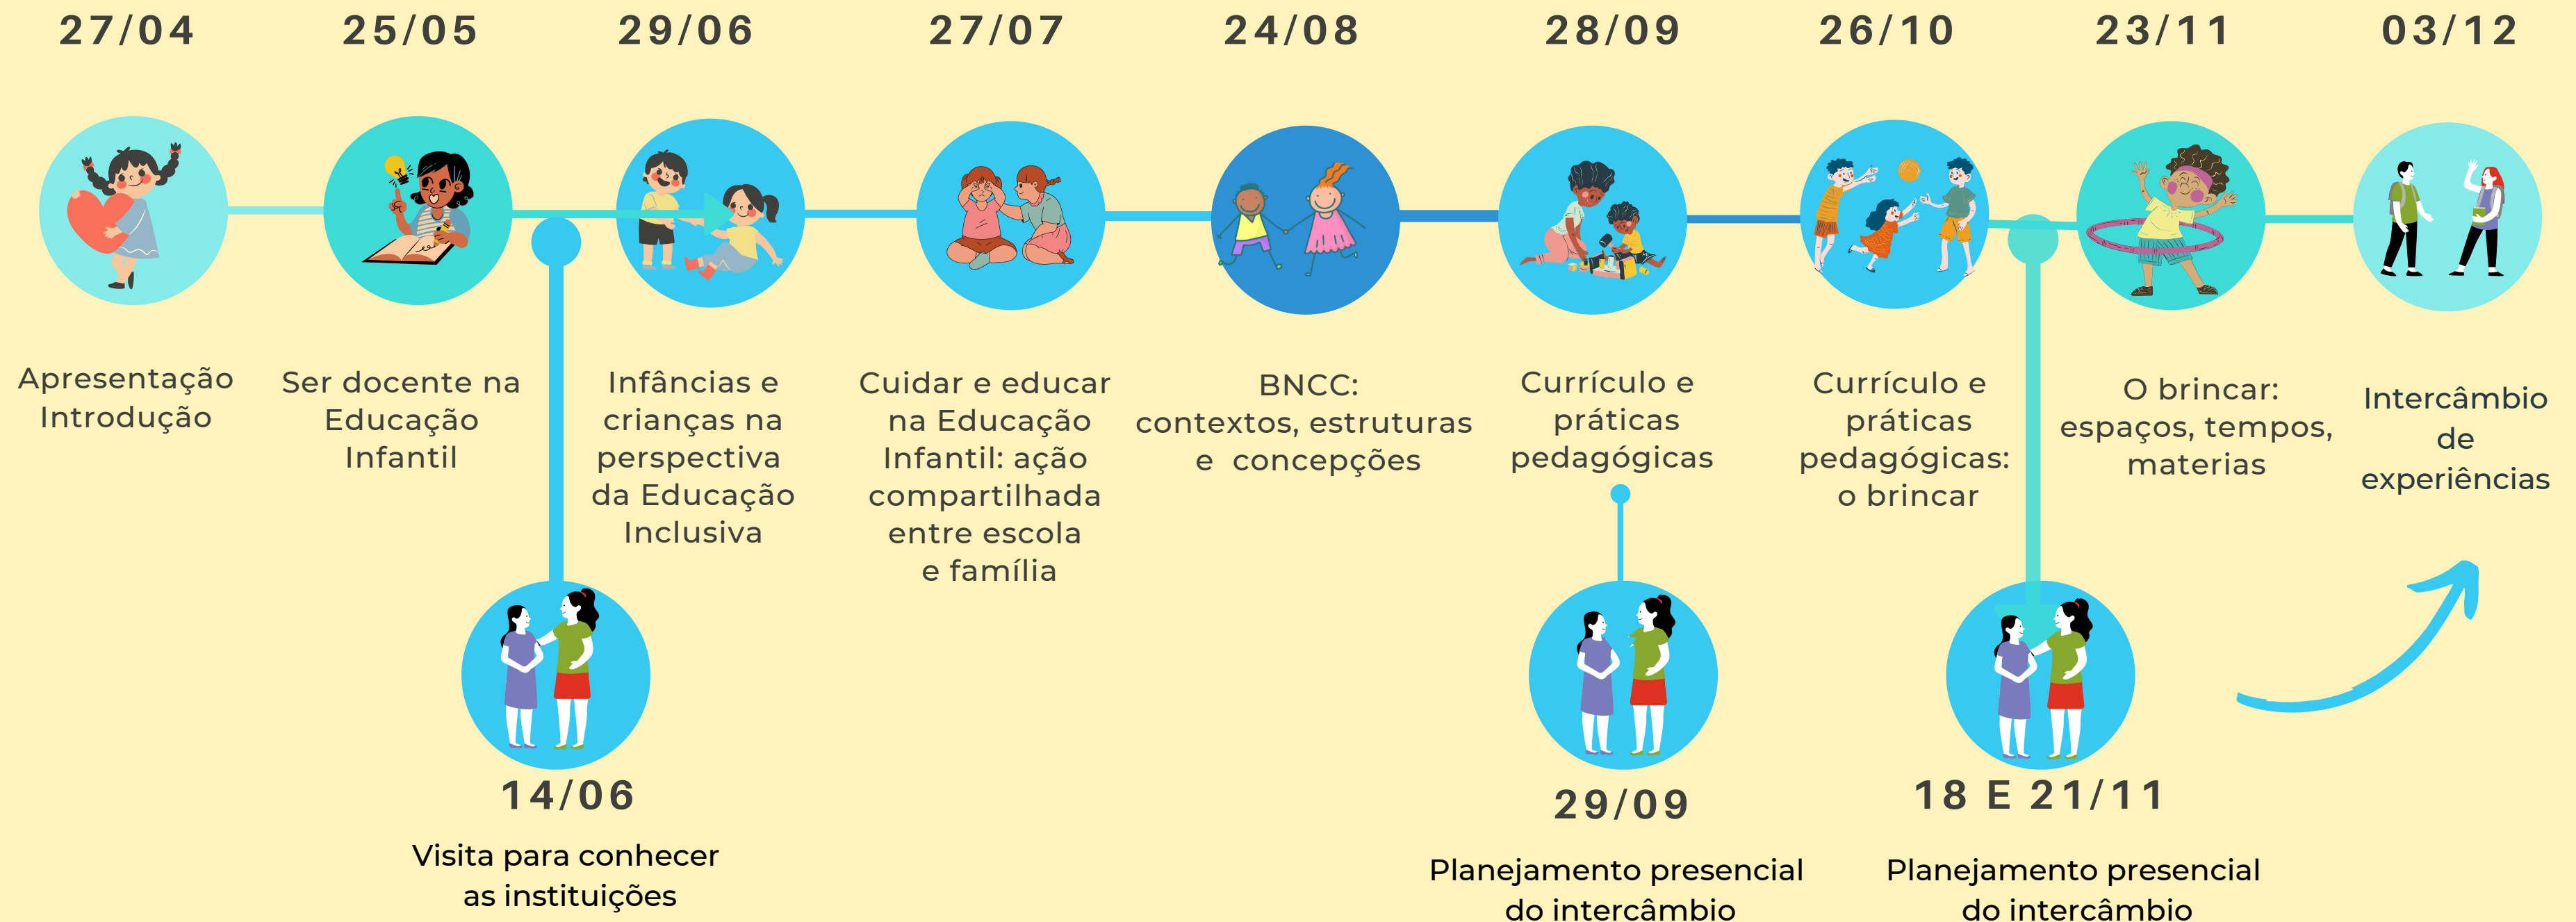 27/04
25/05
29/06
27/07
24/08
28/09
26/10
23/11
03/12
Apresentação
Introdução
Ser docente na
Educação
Infantil
Infâncias e
crianças na
perspectiva
da Educação
Inclusiva
Cuidar e educar
na Educação
Infantil: ação
compartilhada
entre escola
e família
BNCC:
contextos, estruturas
e concepções
Currículo e
práticas
pedagógicas
Currículo e
práticas
pedagógicas:
o brincar
O brincar:
espaços, tempos,
materias
Intercâmbio
de
experiências
14/06
Visita para conhecer
as instituições
29/09
Planejamento presencial
do intercâmbio
18 E 21/11
Planejamento presencial
do intercâmbio